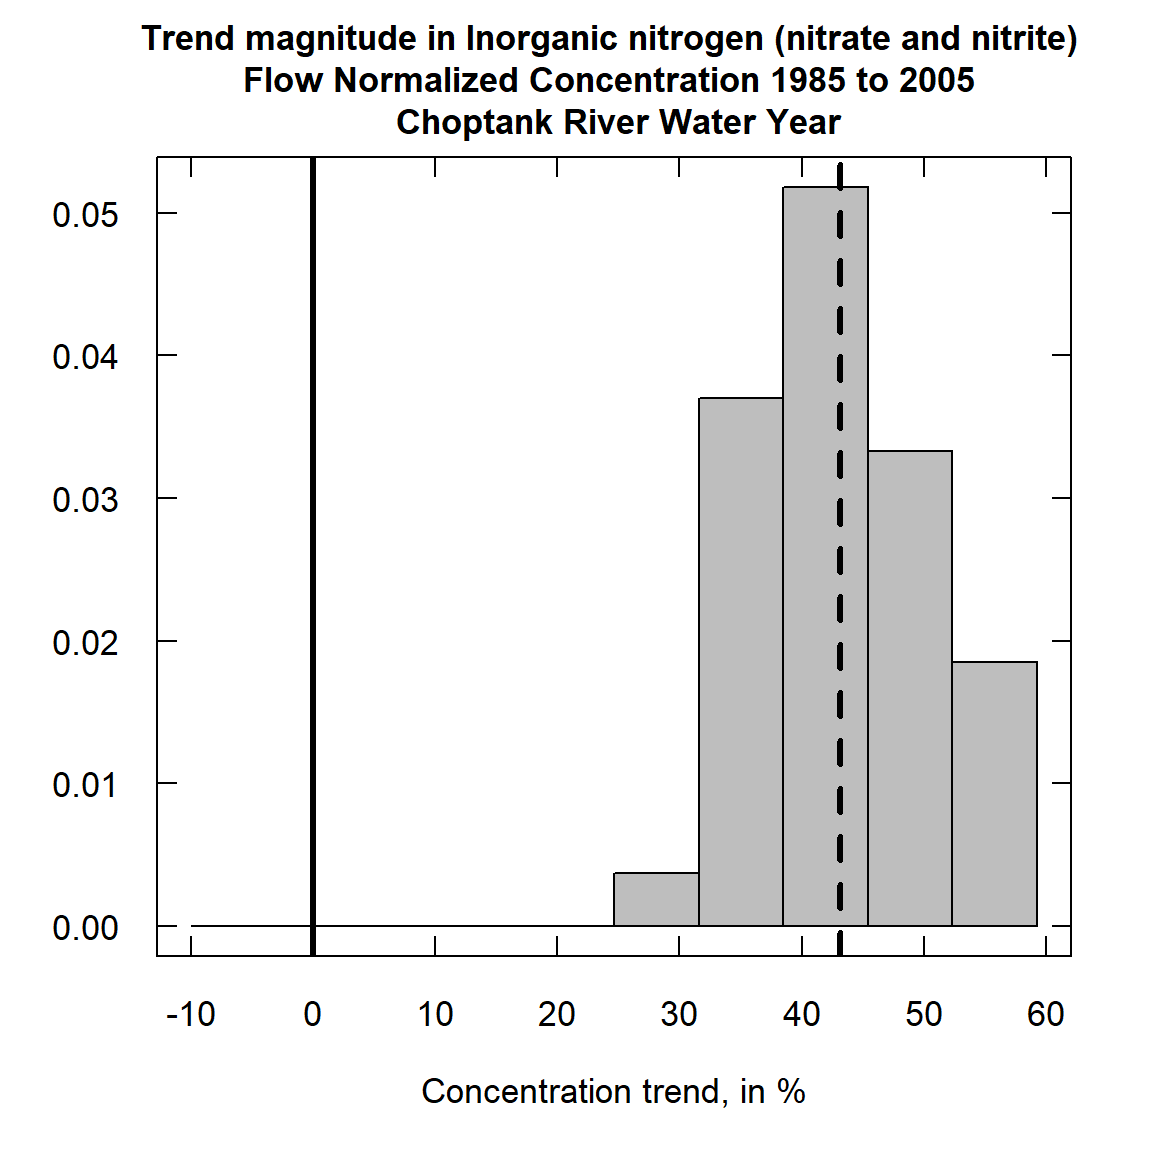 Trend magnitude in Inorganic nitrogen (nitrate and nitrite)
Flow Normalized Concentration 1985 to 2005
Choptank River Water Year
0.05
0.04
0.03
0.02
0.01
0.00
-10 0 10 20 30 40 50 60
Concentration trend, in %